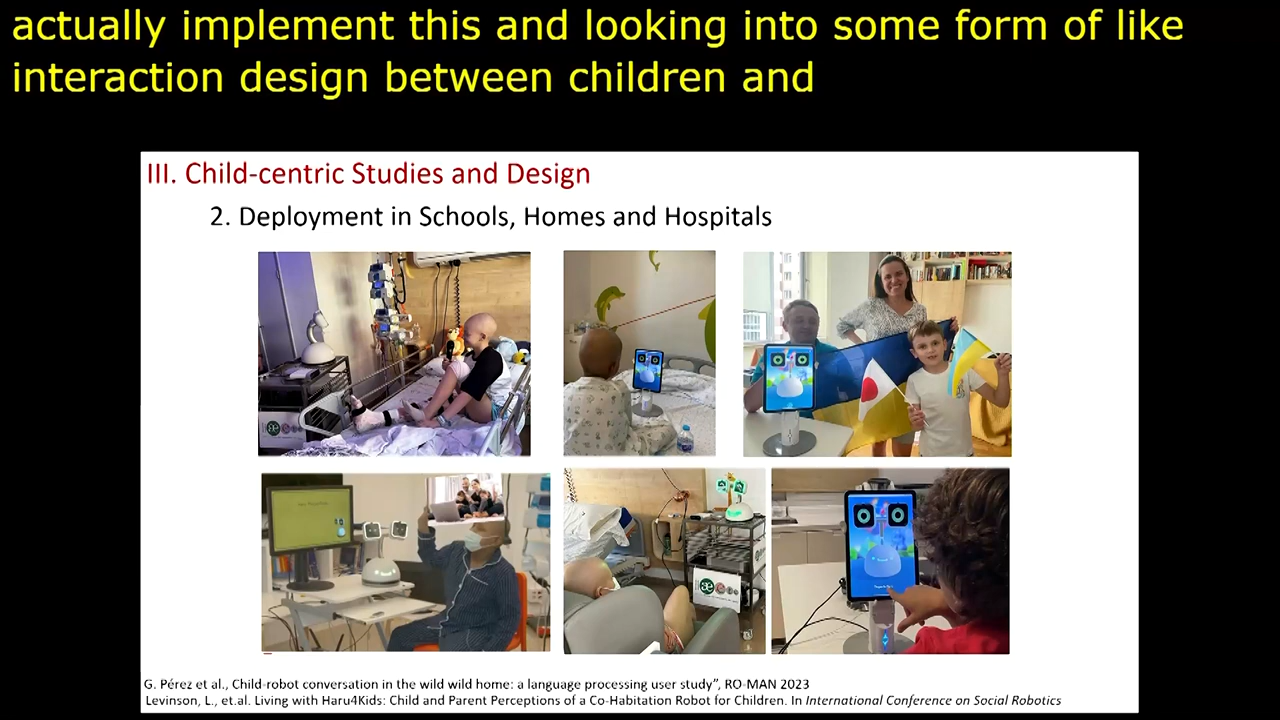 actually implement this and looking into some form of like
interaction design between children and
III. Child-centric Studies and Design
2. Deployment in Schools, Homes and Hospitals
G. Pérez et al., Child-robot conversation in the wild wild home: a language processing user study”, RO-MAN 2023
Levinson, L., et.al. Living with Haru4Kids: Child and Parent Perceptions of a Co-Habitation Robot for Children. In International Conference on Social Robotics